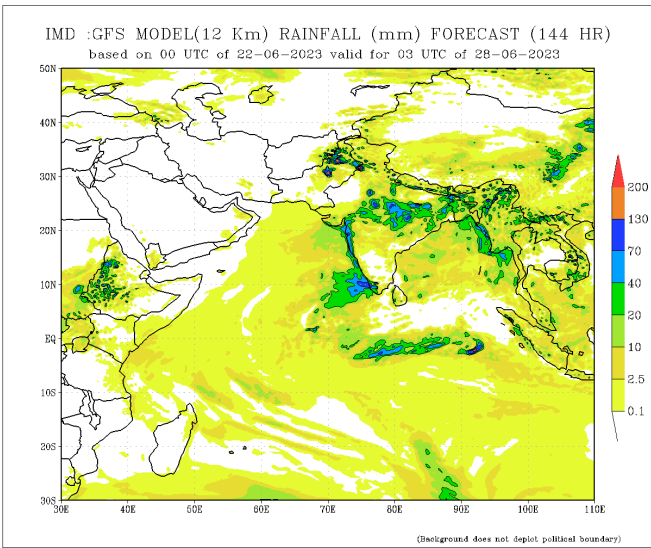 IMD :GFS MODEL(12 Km) RAINFALL (mm) FORECAST (144 HR)
based on 00 UTC of 22-06-2023 valid for 03 UTC of 28-06-2023
50N
40N
30N
20N
10N
EQ
10S
20S
30S
30E 40E 50E 60E 70E 80E 90E 100E 110E
200
130
70
40
20
10
2.5
0.1
(Background does not depict political boundary)